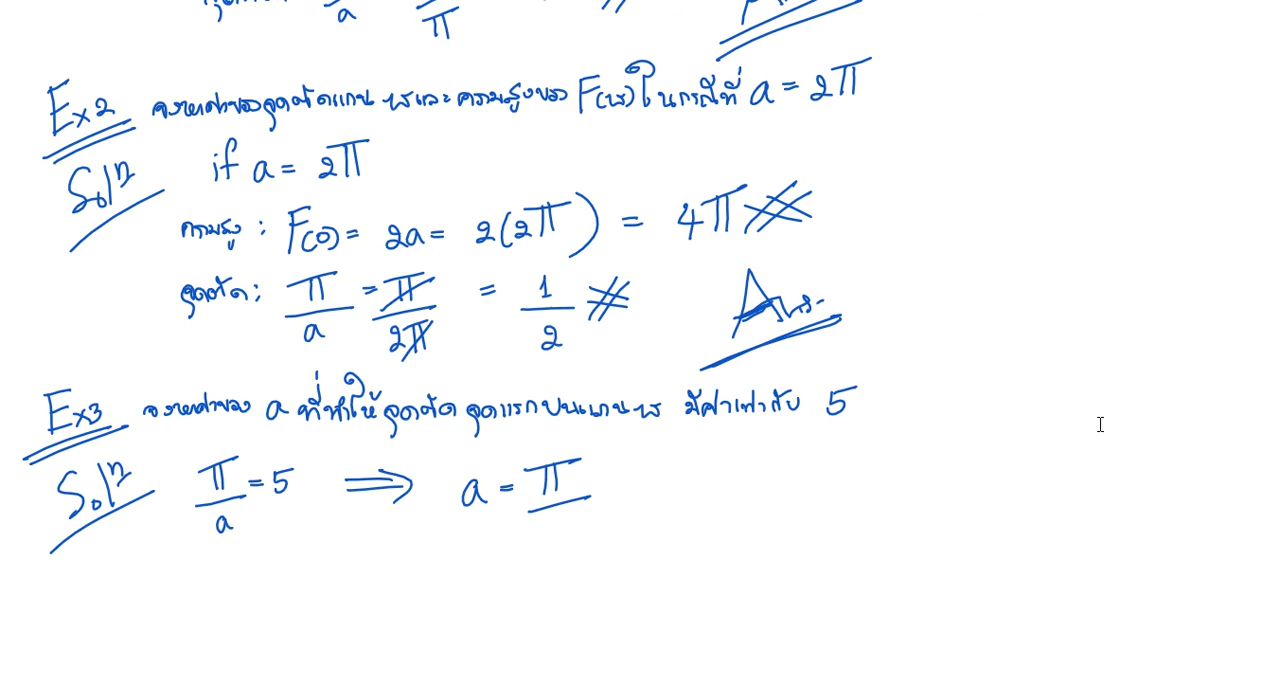 a π
Ex2 จงหาค่าของจุดตัดแกน ω และ ความสูงของ F(ω) ในกรณีที่ a = 2π
Solⁿ if a = 2π
ความสูง : F(0) = 2a = 2(2π) = 4π
จุดตัด : π/a = π/2π = 1/2 # Ans.
Ex3 จงหาค่าของ a ที่ทำให้ จุดตัด จุดแรกบนแกน ω มีค่าเท่ากับ 5
Solⁿ π/a = 5 ⟹ a = π